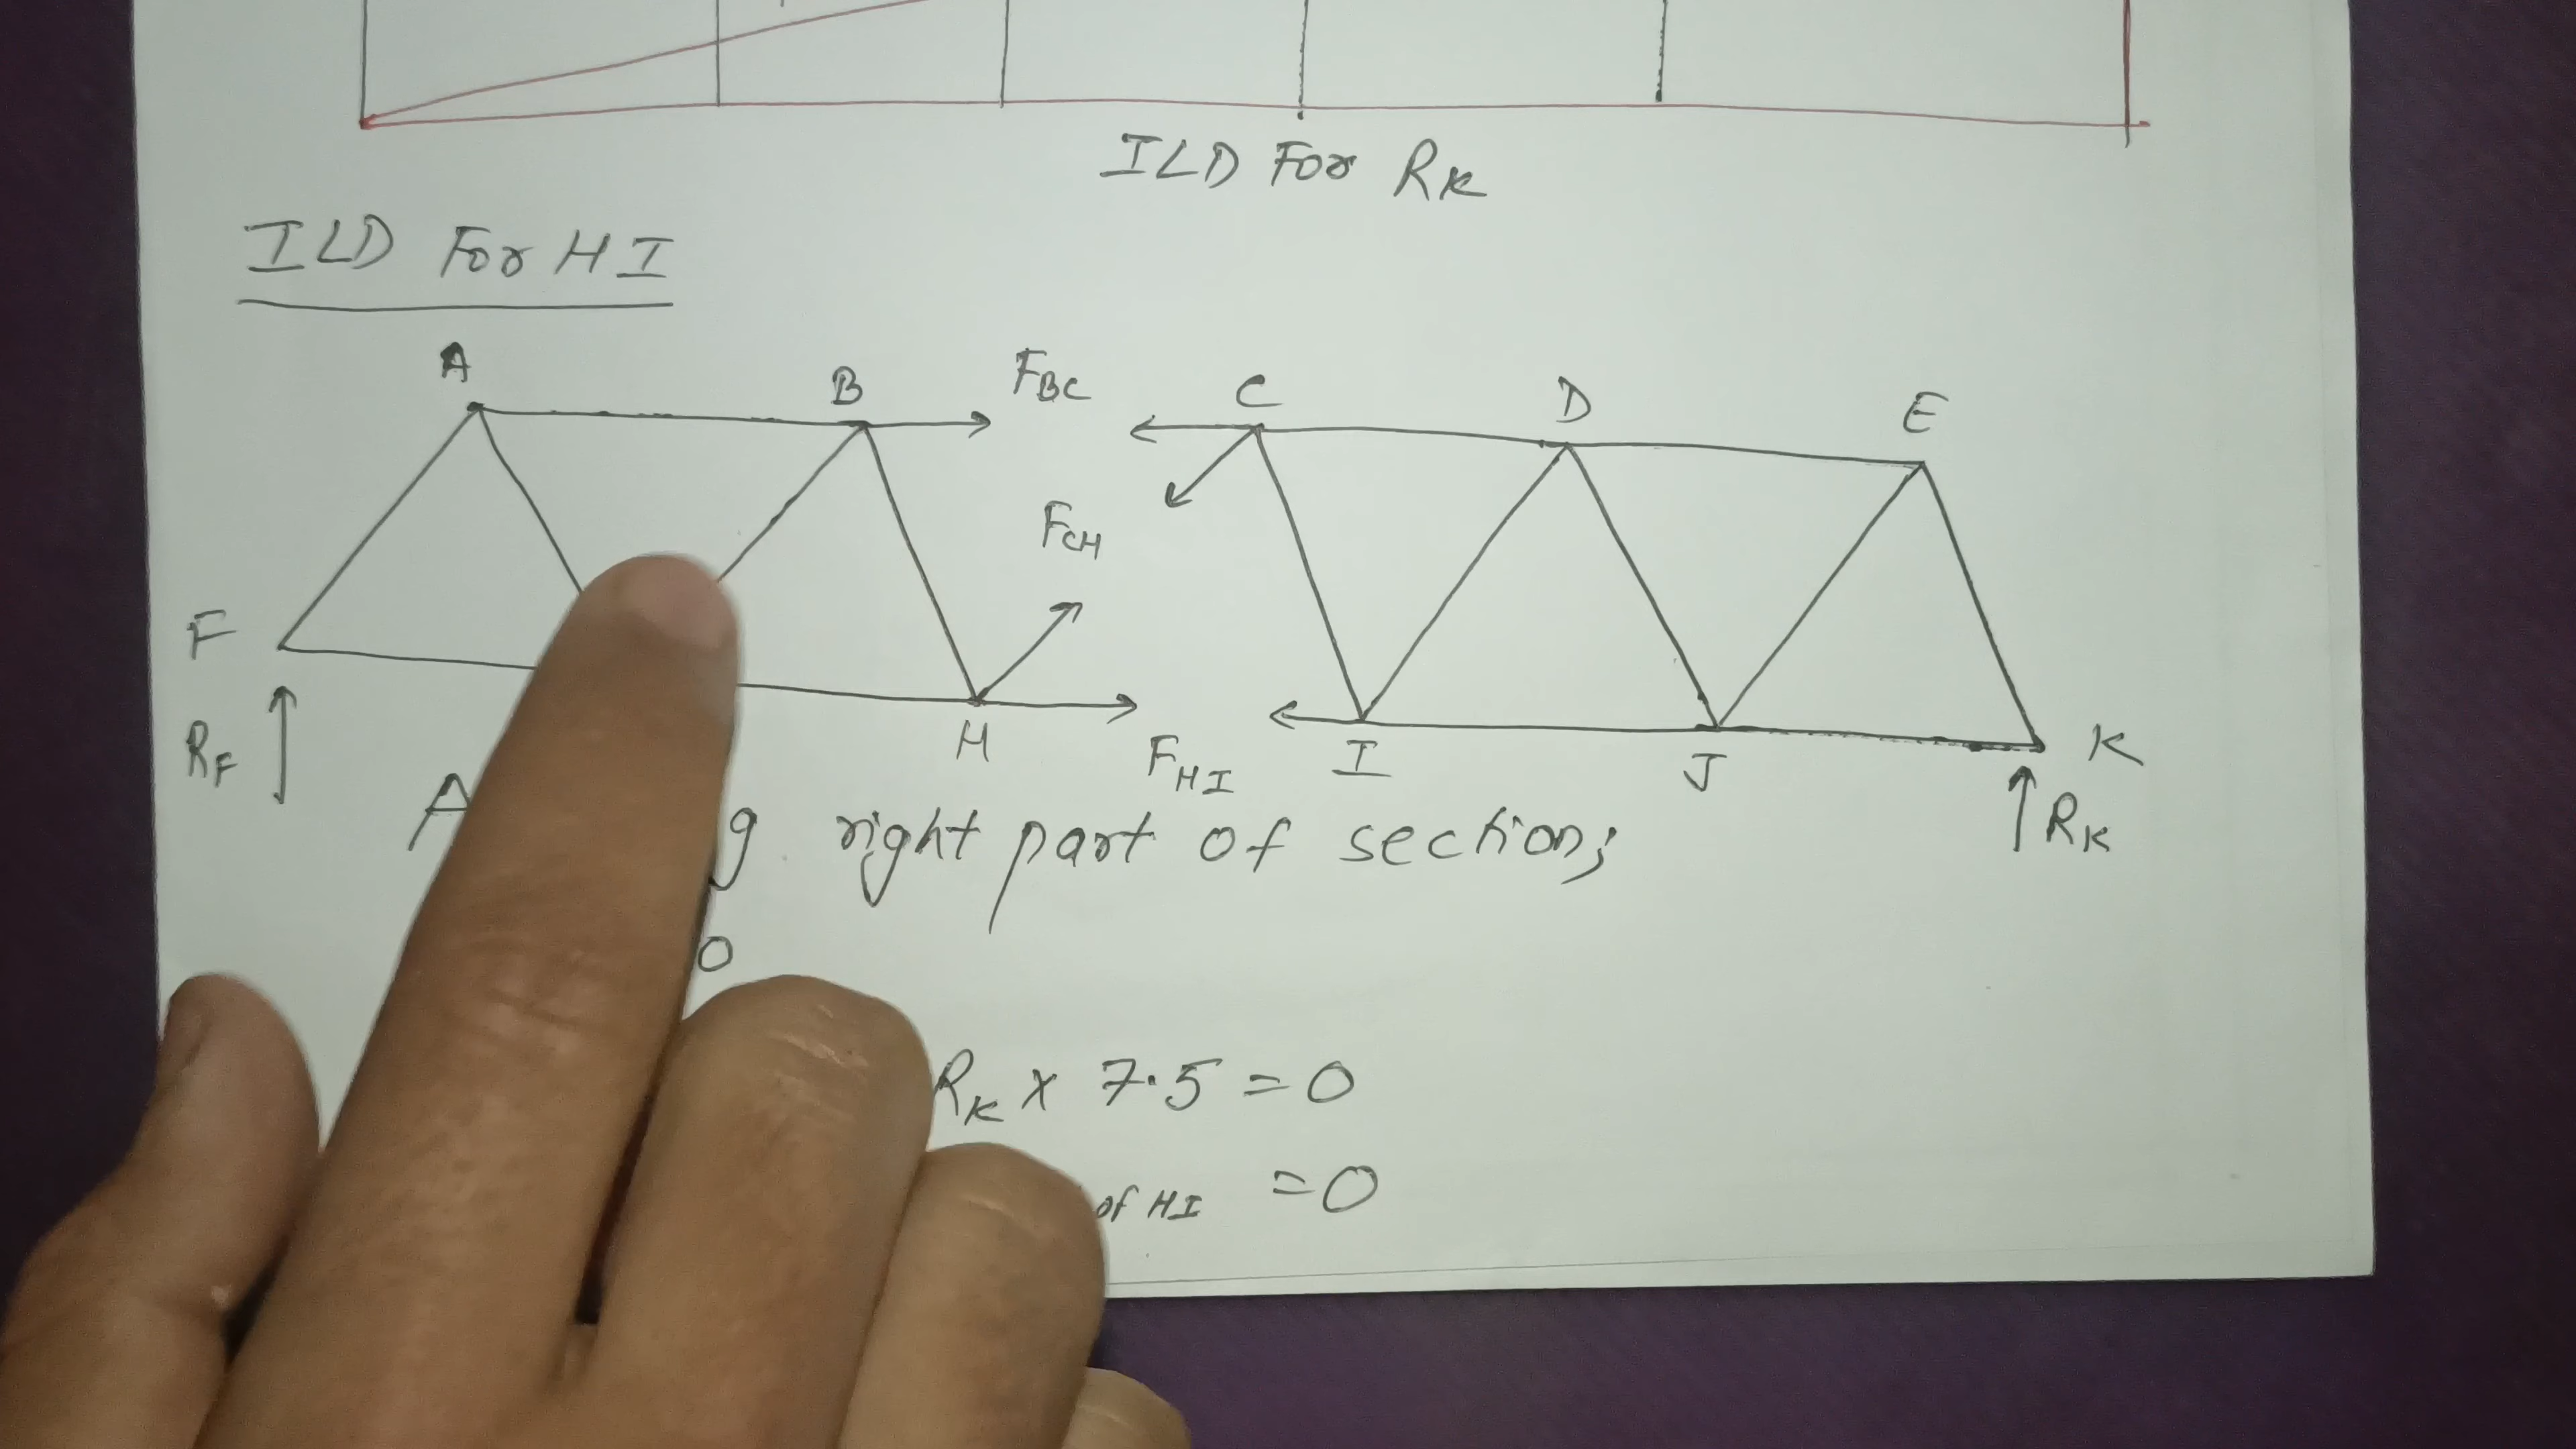 ILD For RK
ILD For HI
A B FBC C D E
FCH
F
H FHI I J K
RF RK
right part of section;
0
RK x 7.5 = 0
of HI = 0